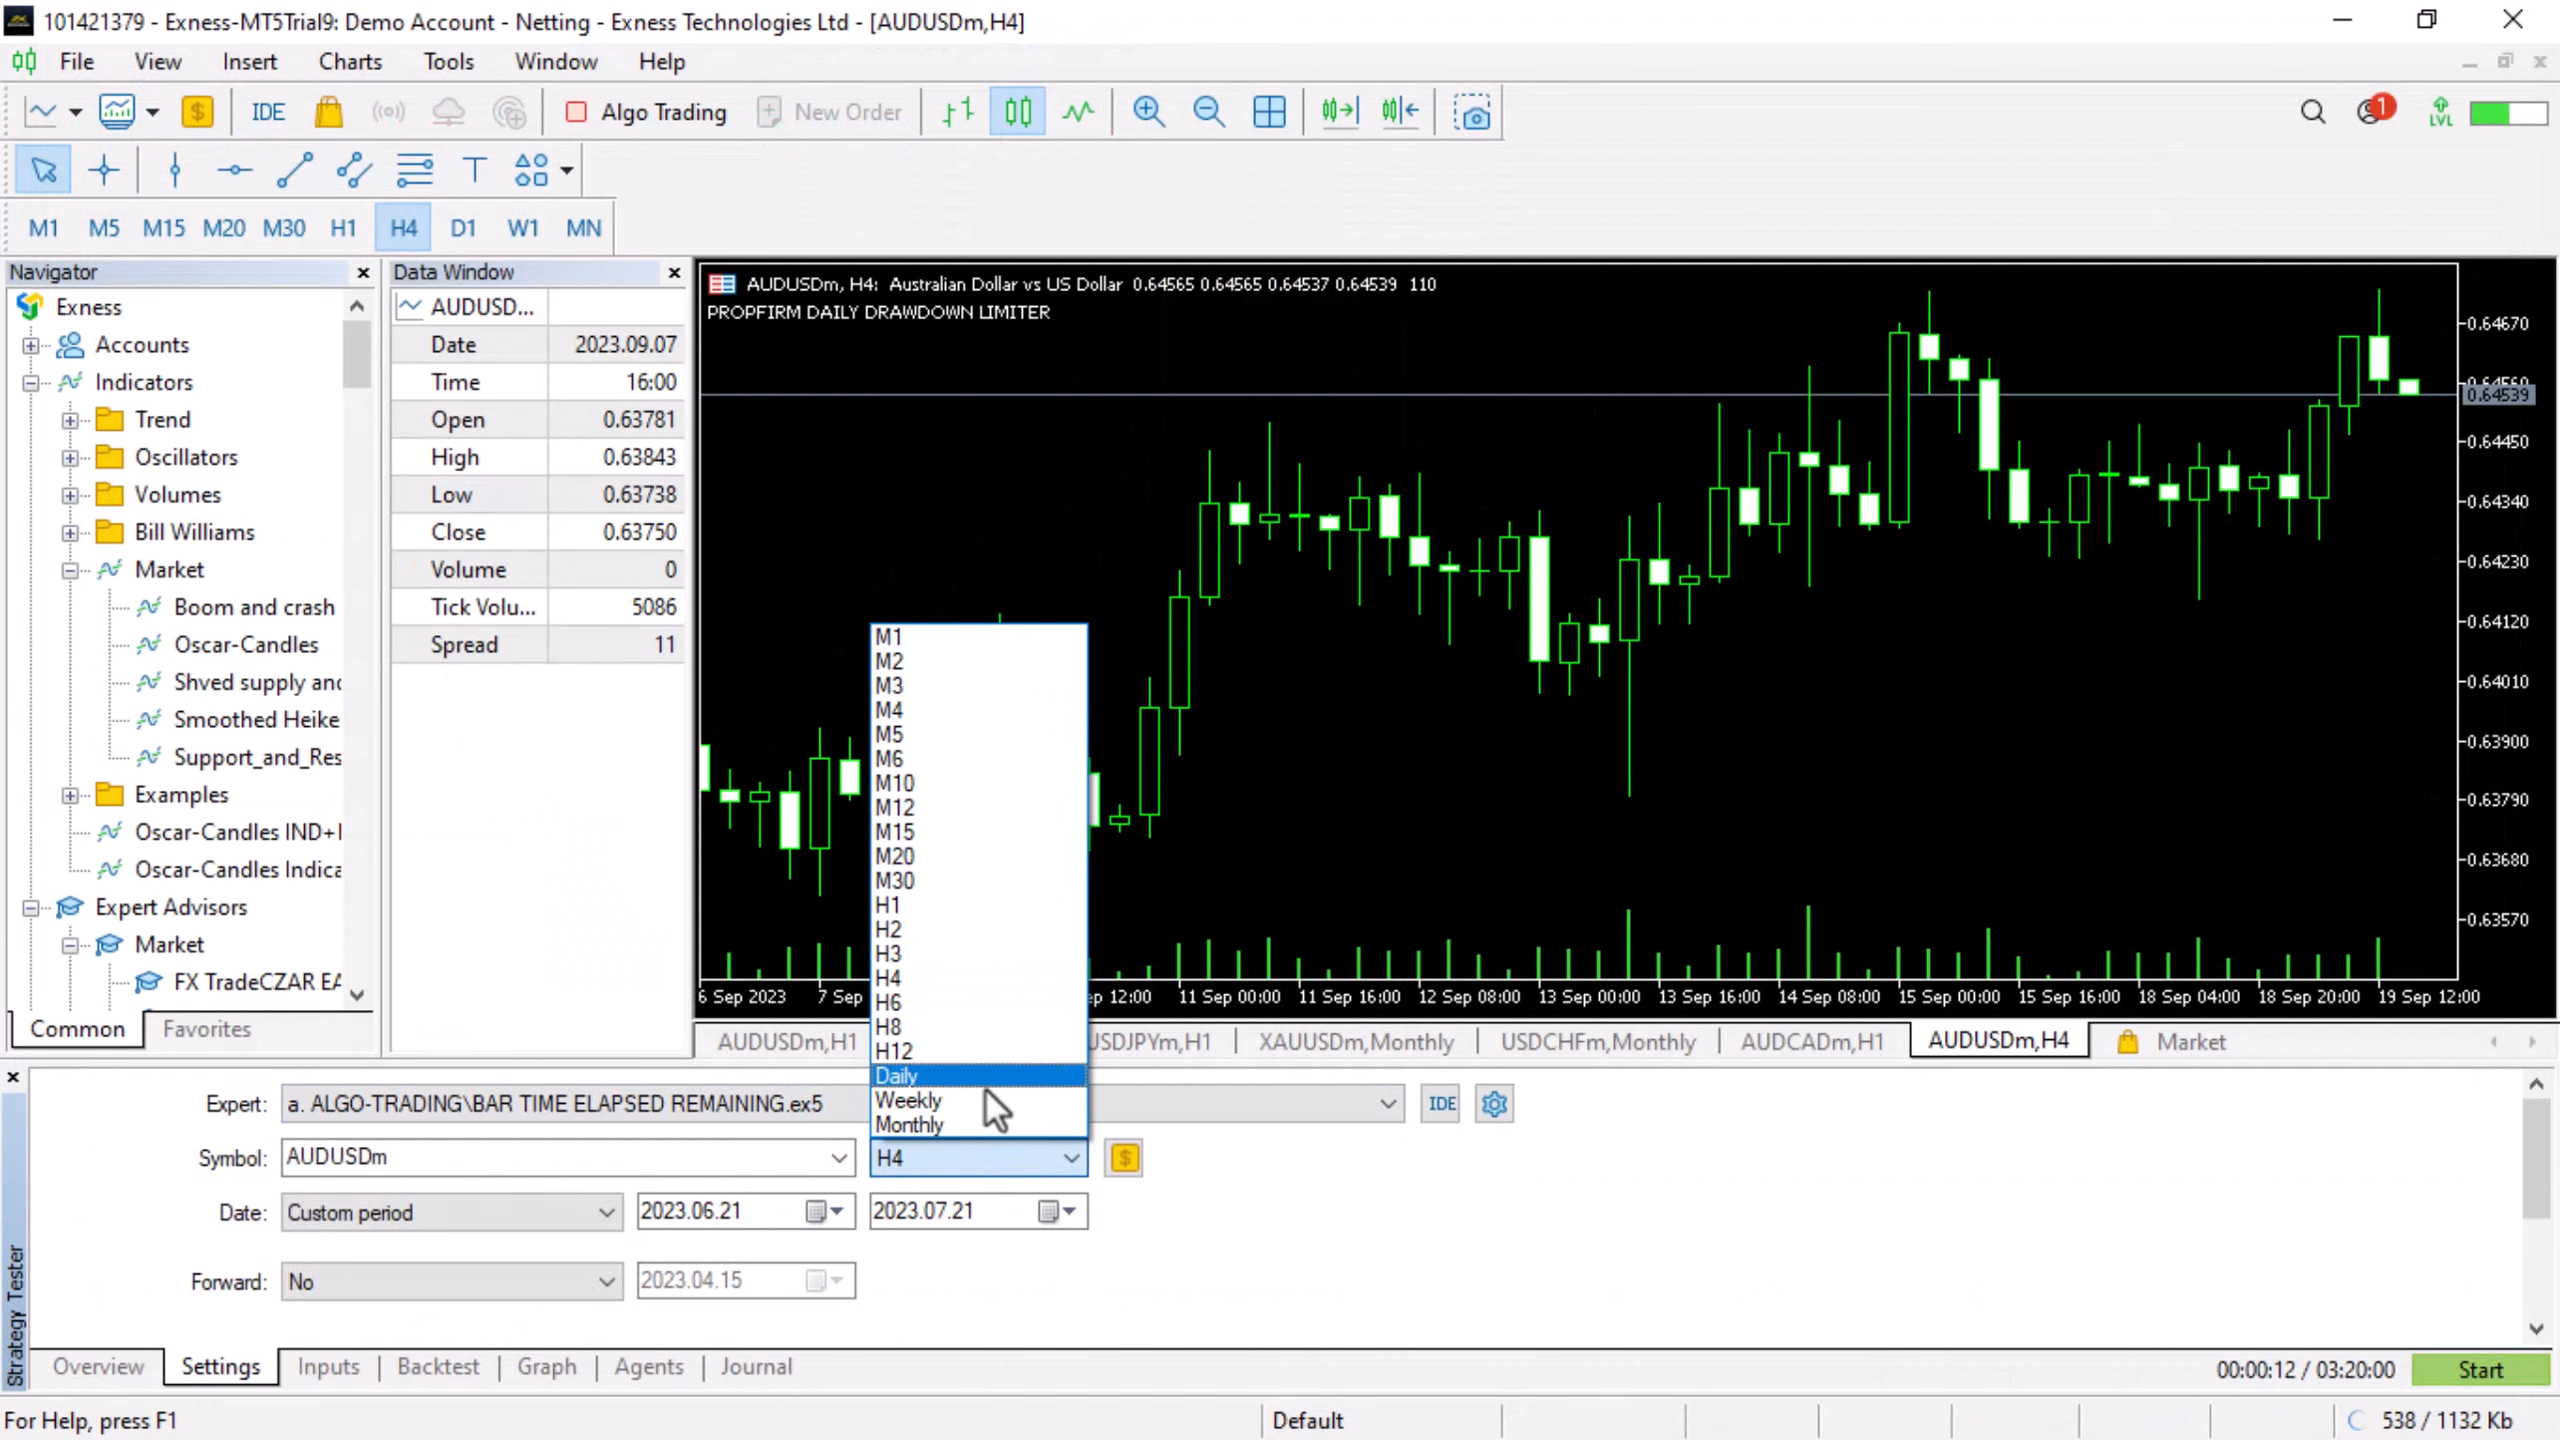 101421379 - Exness-MT5Trial9: Demo Account - Netting - Exness Technologies Ltd - [AUDUSDm,H4]
File View Insert Charts Tools Window Help
IDE Algo Trading New Order 1 LVL
M1 M5 M15 M20 M30 H1 H4 D1 W1 MN
Navigator
Exness
Accounts
Indicators
Trend
Oscillators
Volumes
Bill Williams
Market
Boom and crash
Oscar-Candles
Shved supply and
Smoothed Heike
Support_and_Res
Examples
Oscar-Candles IND+
Oscar-Candles Indica
Expert Advisors
Market
FX TradeCZAR EA
Common Favorites
Data Window
AUDUSD...
Date 2023.09.07
Time 16:00
Open 0.63781
High 0.63843
Low 0.63738
Close 0.63750
Volume 0
Tick Volu... 5086
Spread 11
AUDUSDm, H4: Australian Dollar vs US Dollar 0.64565 0.64565 0.64537 0.64539 110
PROPFIRM DAILY DRAWDOWN LIMITER
0.64670
0.64560
0.64539
0.64450
0.64340
0.64230
0.64120
0.64010
0.63900
0.63790
0.63680
0.63570
6 Sep 2023 7 Sep ep 12:00 11 Sep 00:00 11 Sep 16:00 12 Sep 08:00 13 Sep 00:00 13 Sep 16:00 14 Sep 08:00 15 Sep 00:00 15 Sep 16:00 18 Sep 04:00 18 Sep 20:00 19 Sep 12:00
AUDUSDm,H1 USDJPYm,H1 XAUUSDm,Monthly USDCHFm,Monthly AUDCADm,H1 AUDUSDm,H4 Market
M1
M2
M3
M4
M5
M6
M10
M12
M15
M20
M30
H1
H2
H3
H4
H6
H8
H12
Daily
Weekly
Monthly
Expert: a. ALGO-TRADING\BAR TIME ELAPSED REMAINING.ex5 IDE
Symbol: AUDUSDm H4
Date: Custom period 2023.06.21 2023.07.21
Forward: No 2023.04.15
Strategy Tester
Overview Settings Inputs Backtest Graph Agents Journal 00:00:12 / 03:20:00 Start
For Help, press F1 Default 538 / 1132 Kb